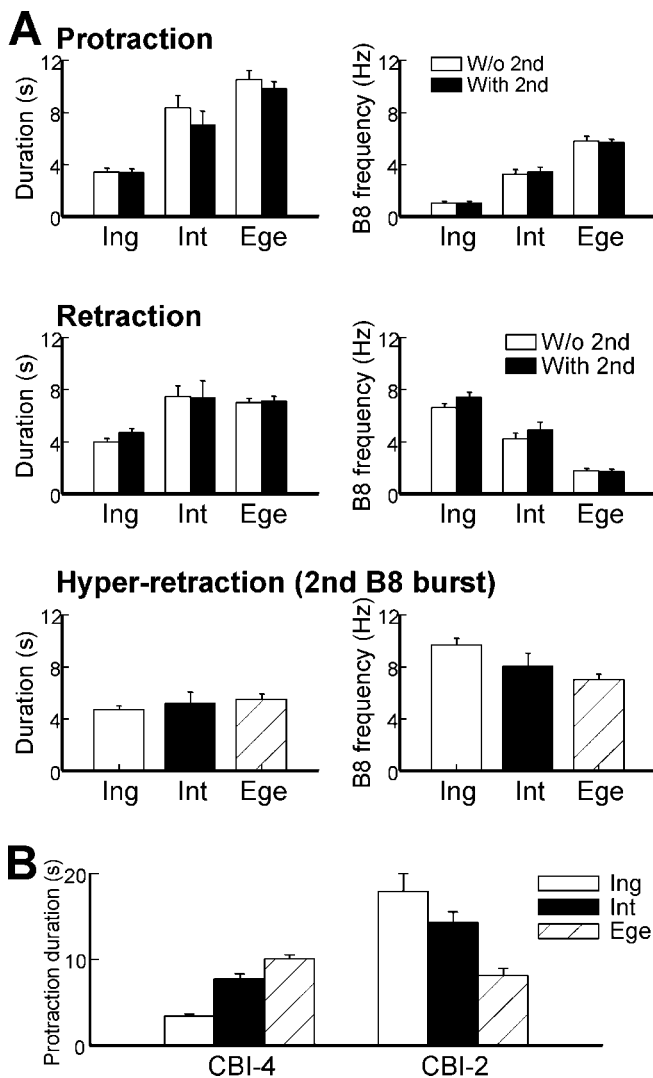 A
Protraction
Duration (s)
12
8
4
0
Ing Int Ege
B8 frequency (Hz)
12
8
4
0
W/o 2nd
With 2nd
Ing Int Ege
Retraction
Duration (s)
12
8
4
0
Ing Int Ege
B8 frequency (Hz)
12
8
4
0
W/o 2nd
With 2nd
Ing Int Ege
Hyper-retraction (2nd B8 burst)
Duration (s)
12
8
4
0
Ing Int Ege
B8 frequency (Hz)
12
8
4
0
Ing Int Ege
B
Protraction duration (s)
20
10
0
CBI-4 CBI-2
Ing
Int
Ege